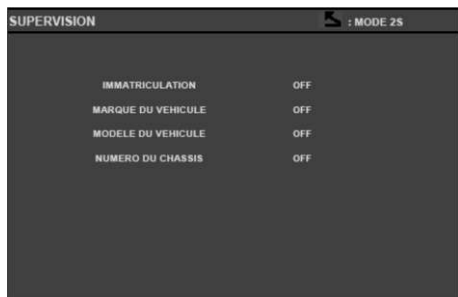 SUPERVISION : MODE 2S
IMMATRICULATION OFF
MARQUE DU VEHICULE OFF
MODELE DU VEHICULE OFF
NUMERO DU CHASSIS OFF